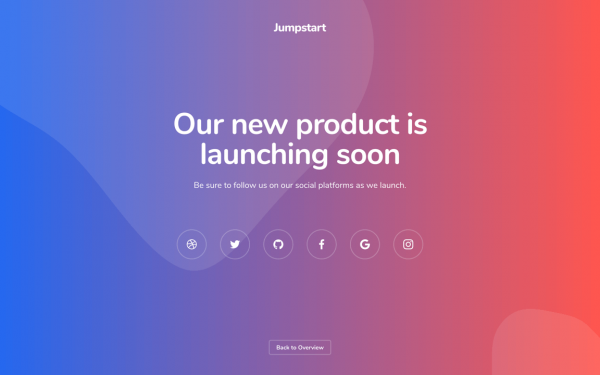 Jumpstart
Our new product is
launching soon
Be sure to follow us on our social platforms as we launch.
Back to Overview